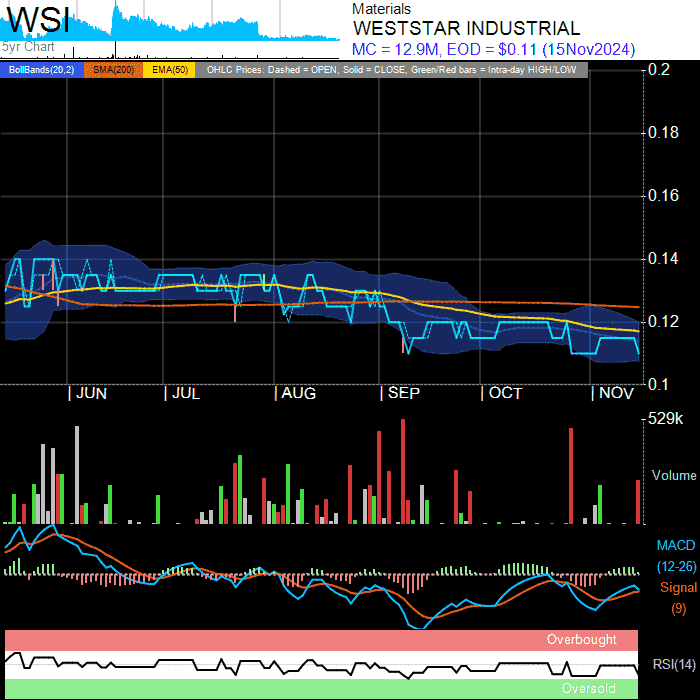 WSI
5yr Chart
Materials
WESTSTAR INDUSTRIAL
MC = 12.9M, EOD = $0.11 (15Nov2024)
BollBands(20,2) SMA(200) EMA(50) OHLC Prices: Dashed = OPEN, Solid = CLOSE, Green/Red bars = Intra-day HIGH/LOW
0.2
0.18
0.16
0.14
0.12
0.1
JUN JUL AUG SEP OCT NOV
529k
Volume
MACD
(12-26)
Signal
(9)
Overbought
RSI(14)
Oversold